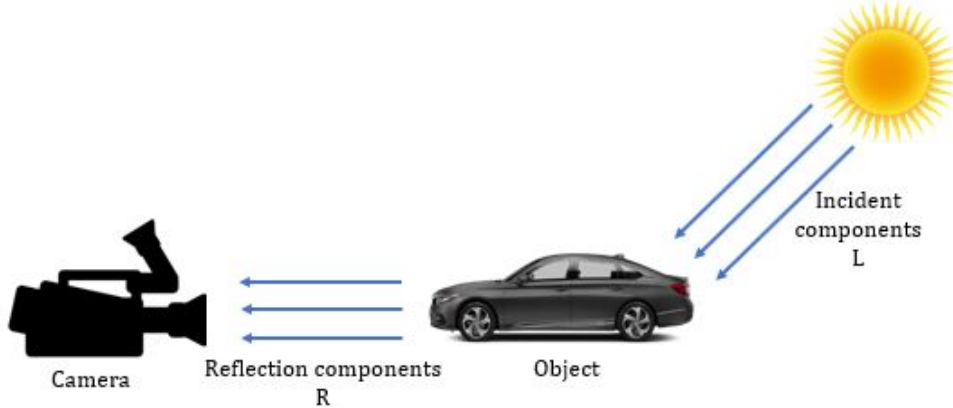 Incident
components
L
Camera
Reflection components
R
Object